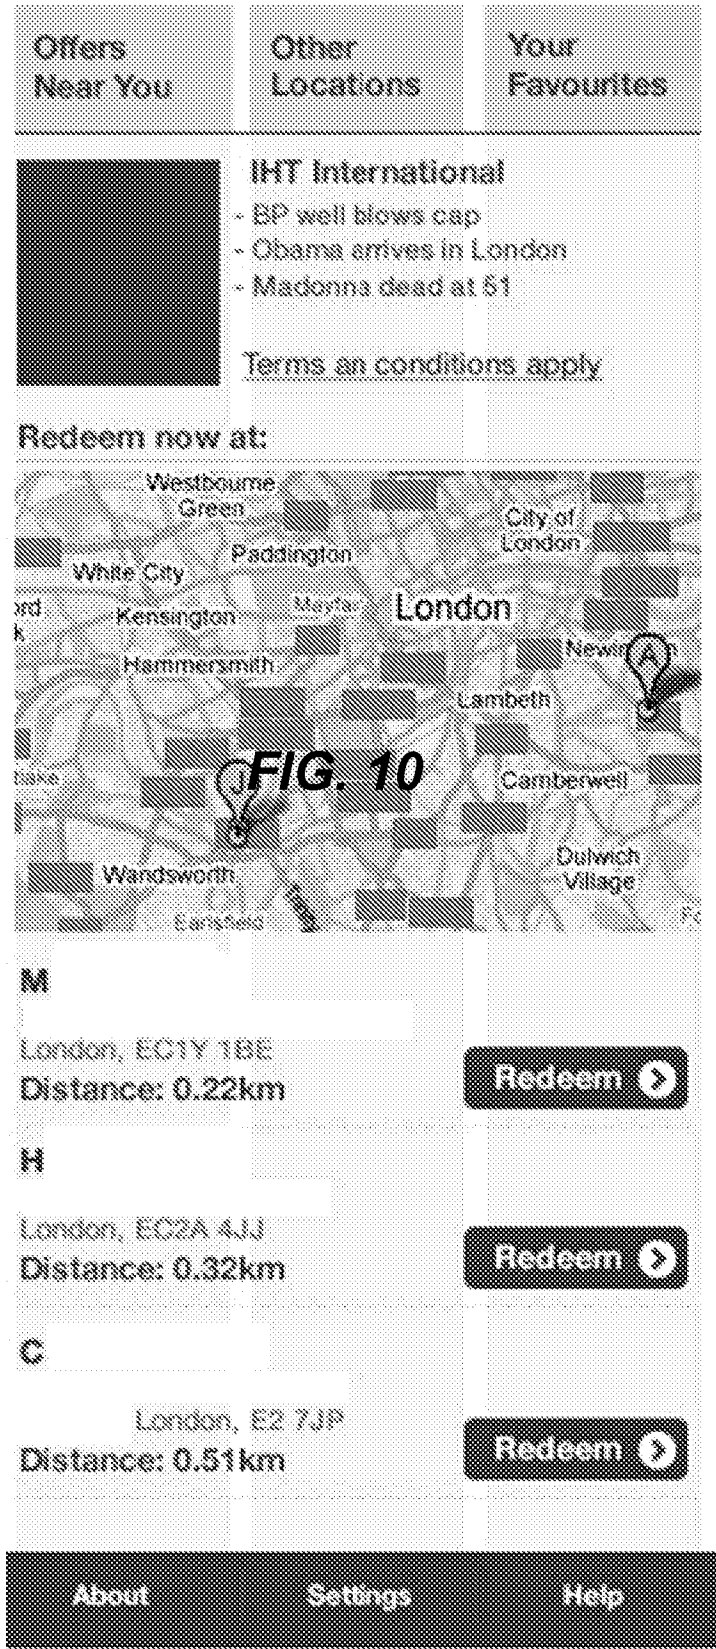 Offers
Near You
Other
Locations
Your
Favourites
IHT International
- BP well blows cap
- Obama arrives in London
- Madonna dead at 51
Terms an conditions apply
Redeem now at:
Westbourne
Green
City of
London
Paddington
White City
Kensington
Mayfair
London
Hammersmith
A
Lambeth
J
FIG. 10
Camberwell
Wandsworth
Dulwich
Village
Earlsfield
M
London, EC1Y 1BE
Distance: 0.22km
Redeem
H
London, EC2A 4JJ
Distance: 0.32km
Redeem
C
London, E2 7JP
Distance: 0.51km
Redeem
About
Settings
Help